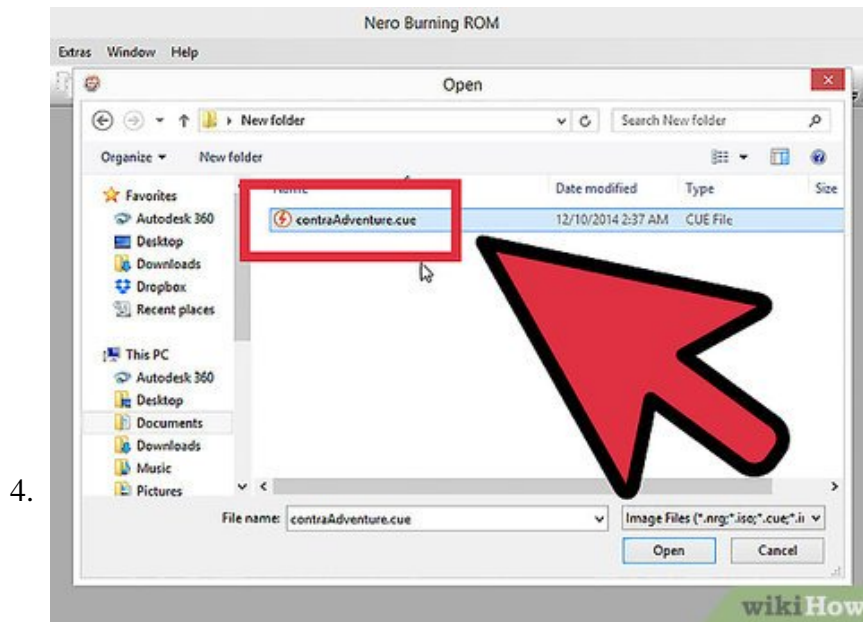 Nero Burning ROM
Extras Window Help
Open
New folder
Search New folder
Organize New folder
Name Date modified Type Size
Favorites
contraAdventure.cue 12/10/2014 2:37 AM CUE File
Autodesk 360
Desktop
Downloads
Dropbox
Recent places
This PC
Autodesk 360
Desktop
Documents
Downloads
Music
4.
Pictures
File name: contraAdventure.cue Image Files (*.nrg;*.iso;*.cue;*.i
Open Cancel
wikiHow